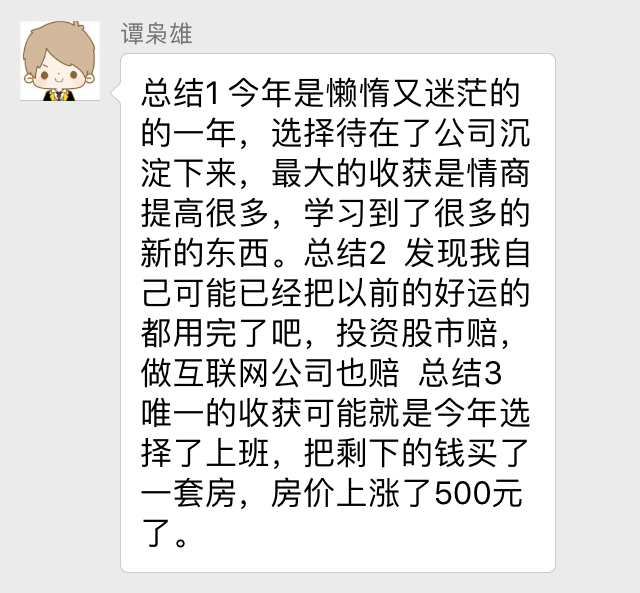 谭枭雄
总结1 今年是懒惰又迷茫的
的一年，选择待在了公司沉
淀下来，最大的收获是情商
提高很多，学习到了很多的
新的东西。总结2  发现我自
己可能已经把以前的好运的
都用完了吧，投资股市赔，
做互联网公司也赔  总结3
唯一的收获可能就是今年选
择了上班，把剩下的钱买了
一套房，房价上涨了500元
了。